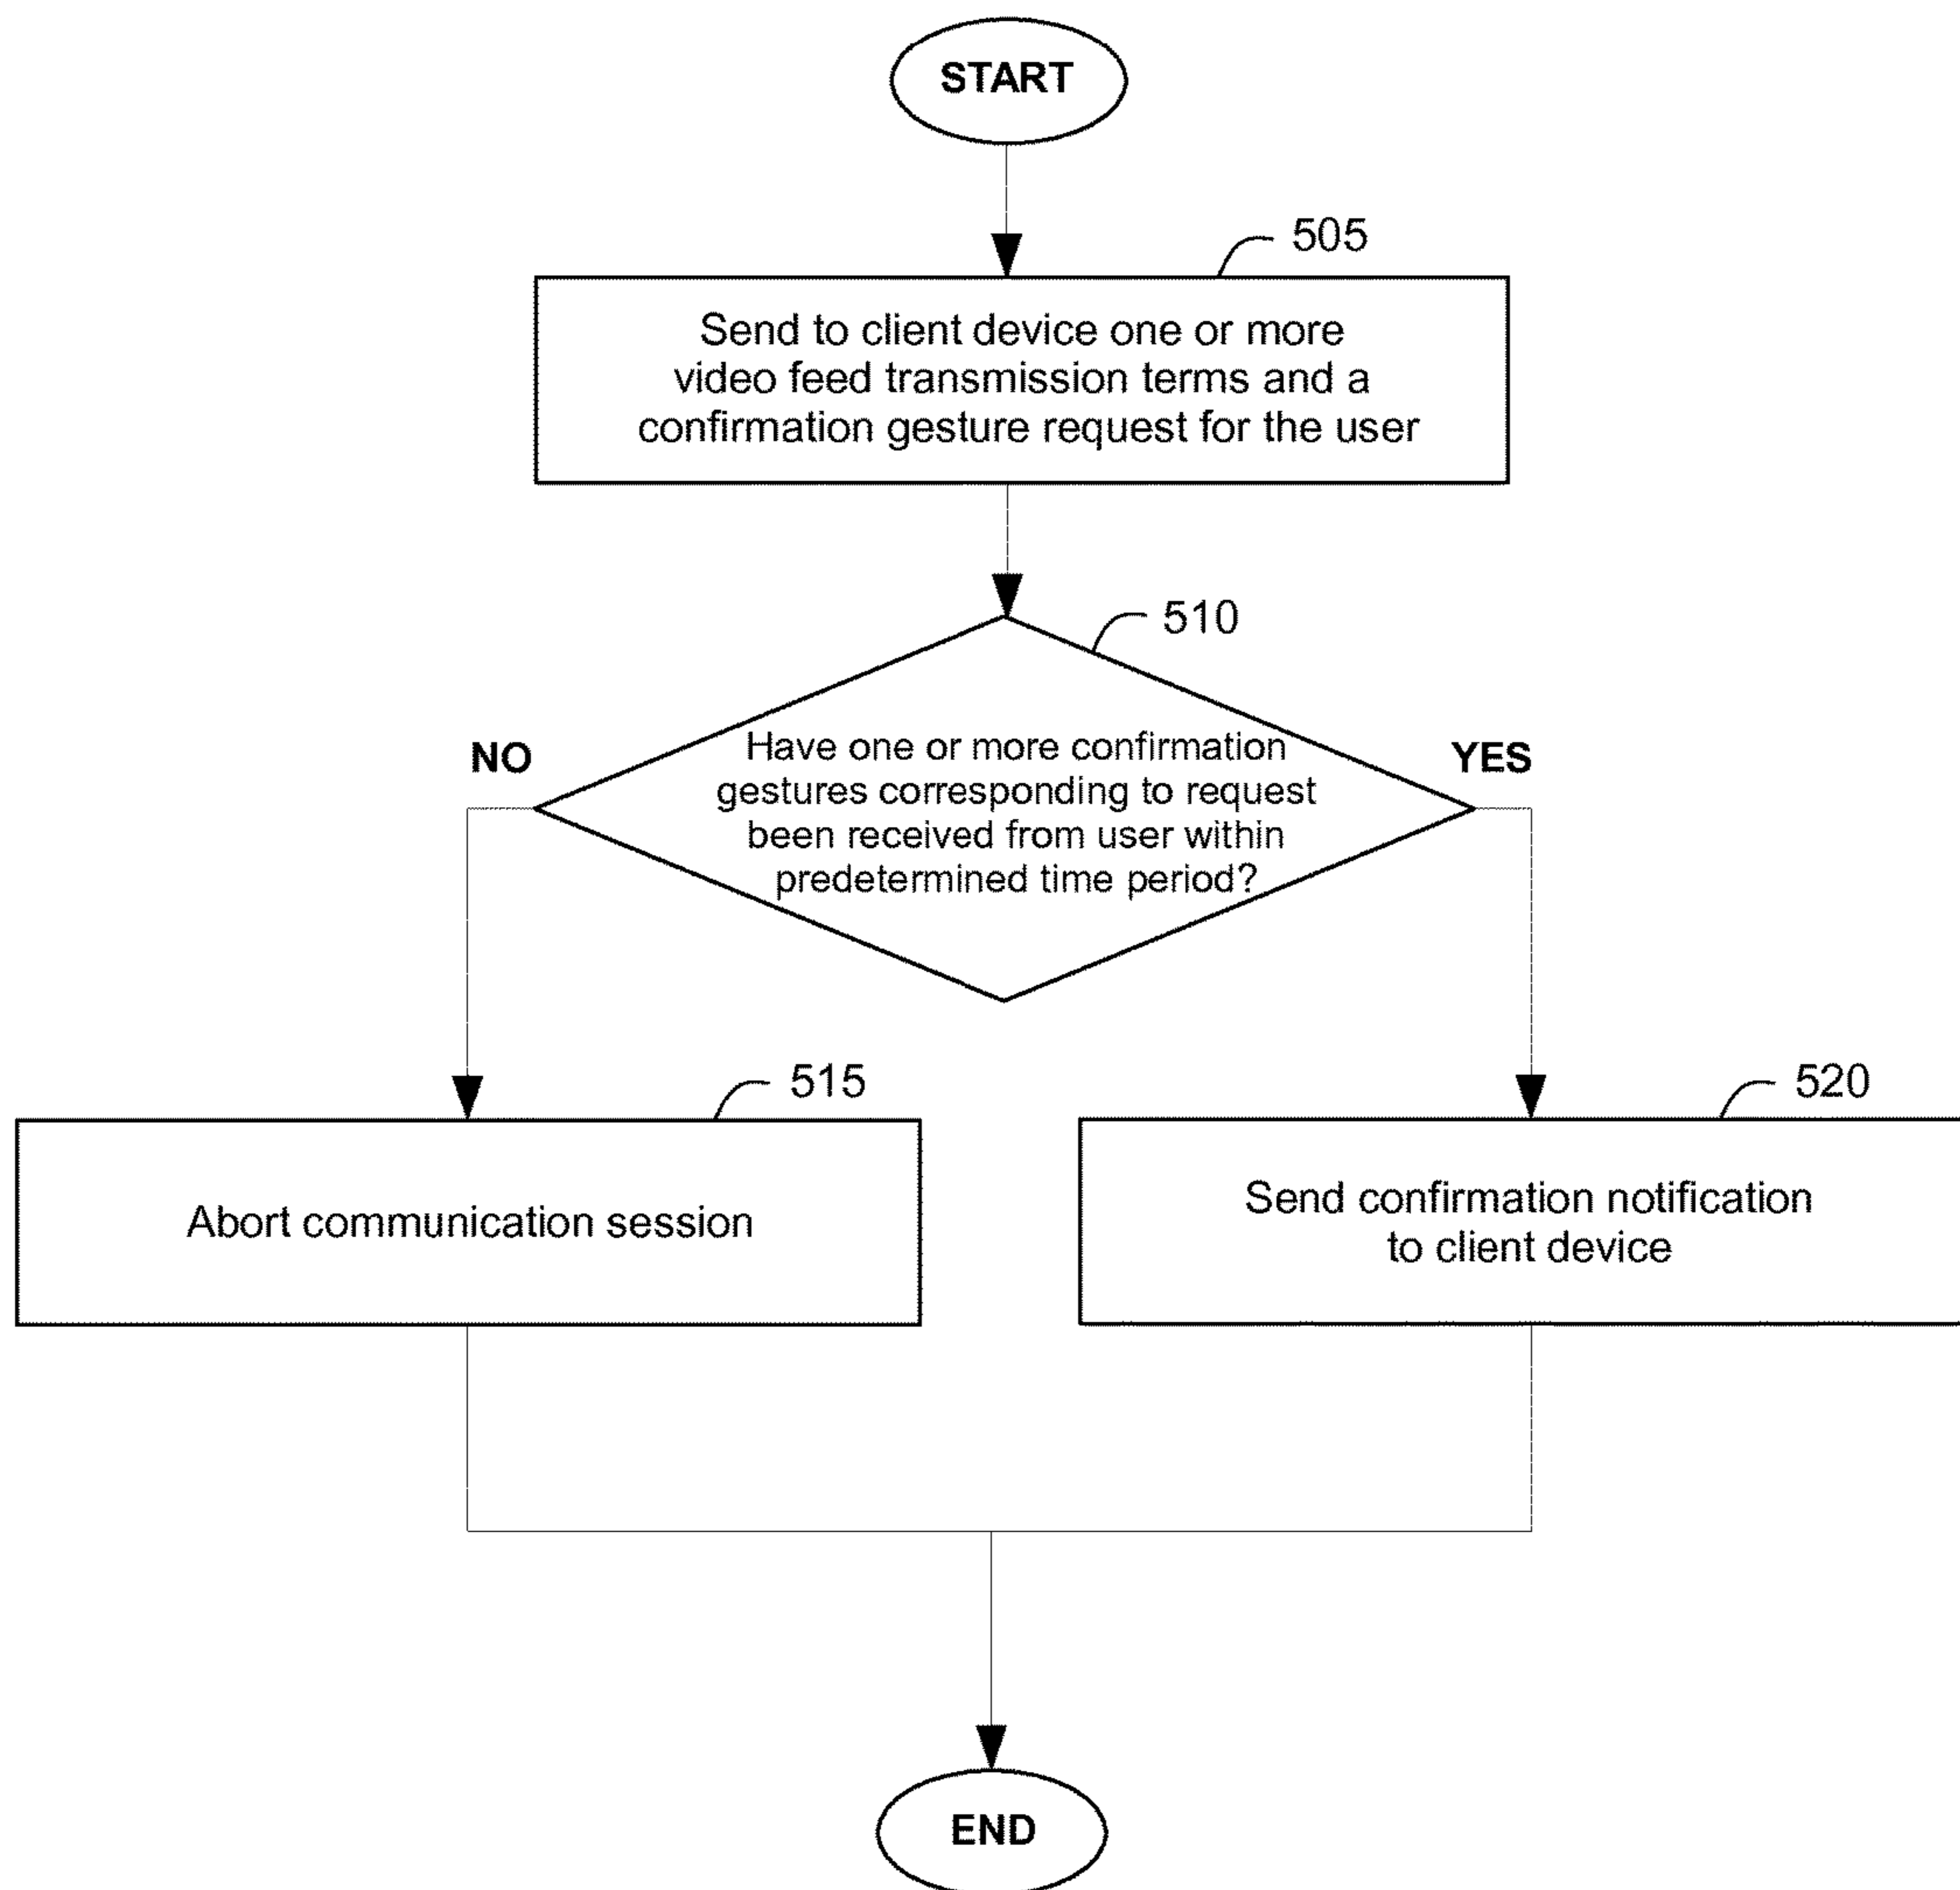 START
505
Send to client device one or more
video feed transmission terms and a
confirmation gesture request for the user
510
NO
YES
Have one or more confirmation
gestures corresponding to request
been received from user within
predetermined time period?
515
520
Abort communication session
Send confirmation notification
to client device
END